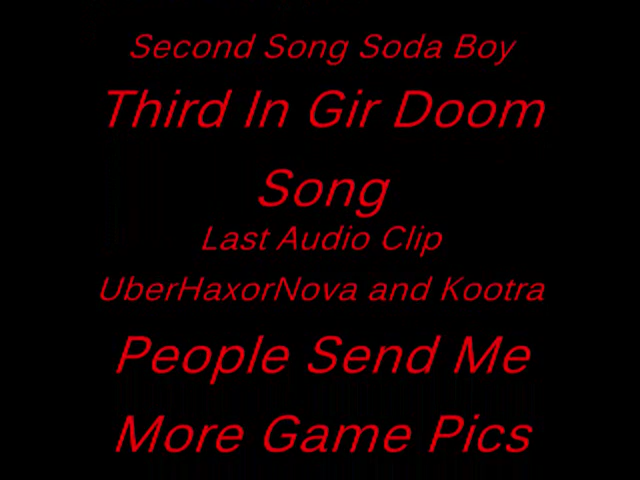 Second Song Soda Boy
Third In Gir Doom
Song
Last Audio Clip
UberHaxorNova and Kootra
People Send Me
More Game Pics